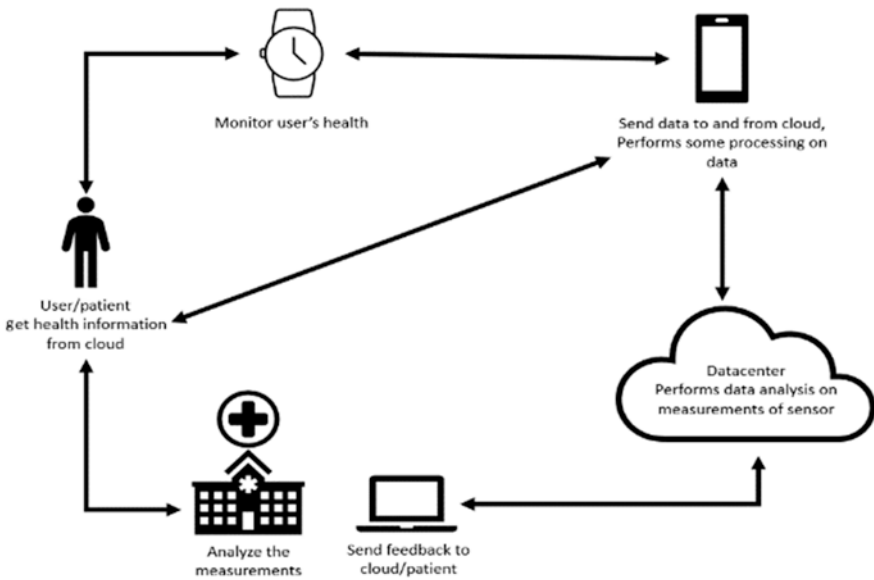 Monitor user's health
Send data to and from cloud,
Performs some processing on
data
User/patient
get health information
from cloud
Datacenter
Performs data analysis on
measurements of sensor
Analyze the
measurements
Send feedback to
cloud/patient